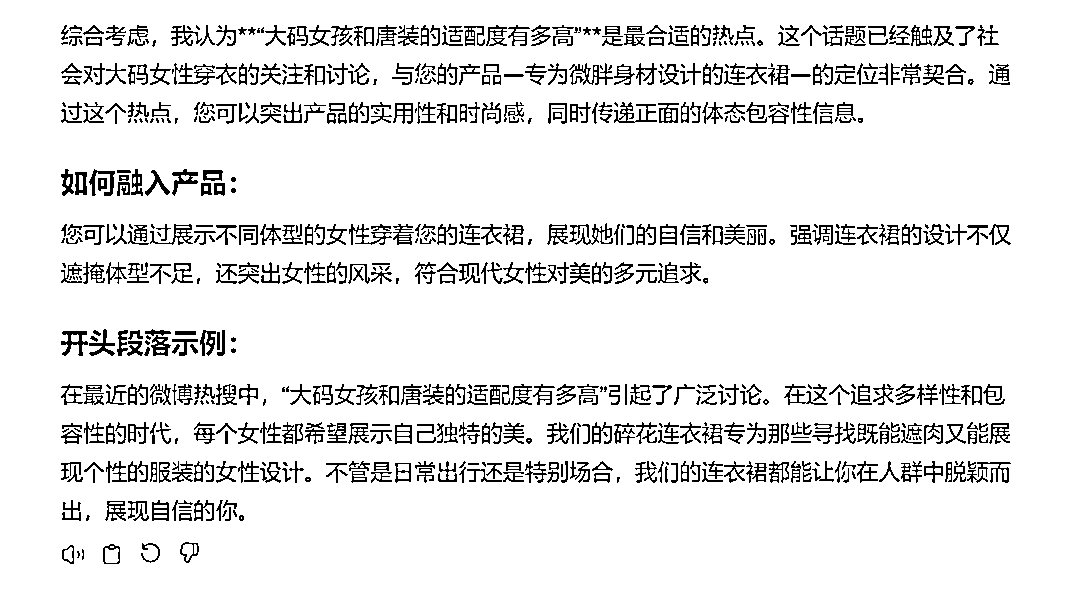 综合考虑，我认为**“大码女孩和唐装的适配度有多高”**是最合适的热点。这个话题已经触及了社
会对大码女性穿衣的关注和讨论，与您的产品—专为微胖身材设计的连衣裙—的定位非常契合。通
过这个热点，您可以突出产品的实用性和时尚感，同时传递正面的体态包容性信息。
如何融入产品：
您可以通过展示不同体型的女性穿着您的连衣裙，展现她们的自信和美丽。强调连衣裙的设计不仅
遮掩体型不足，还突出女性的风采，符合现代女性对美的多元追求。
开头段落示例：
在最近的微博热搜中，“大码女孩和唐装的适配度有多高”引起了广泛讨论。在这个追求多样性和包
容性的时代，每个女性都希望展示自己独特的美。我们的碎花连衣裙专为那些寻找既能遮肉又能展
现个性的服装的女性设计。不管是日常出行还是特别场合，我们的连衣裙都能让你在人群中脱颖而
出，展现自信的你。